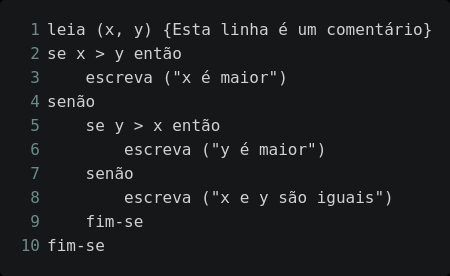 1 leia (x, y) {Esta linha é um comentário}
2 se x > y então
3     escreva ("x é maior")
4 senão
5     se y > x então
6         escreva ("y é maior")
7     senão
8         escreva ("x e y são iguais")
9     fim-se
10 fim-se